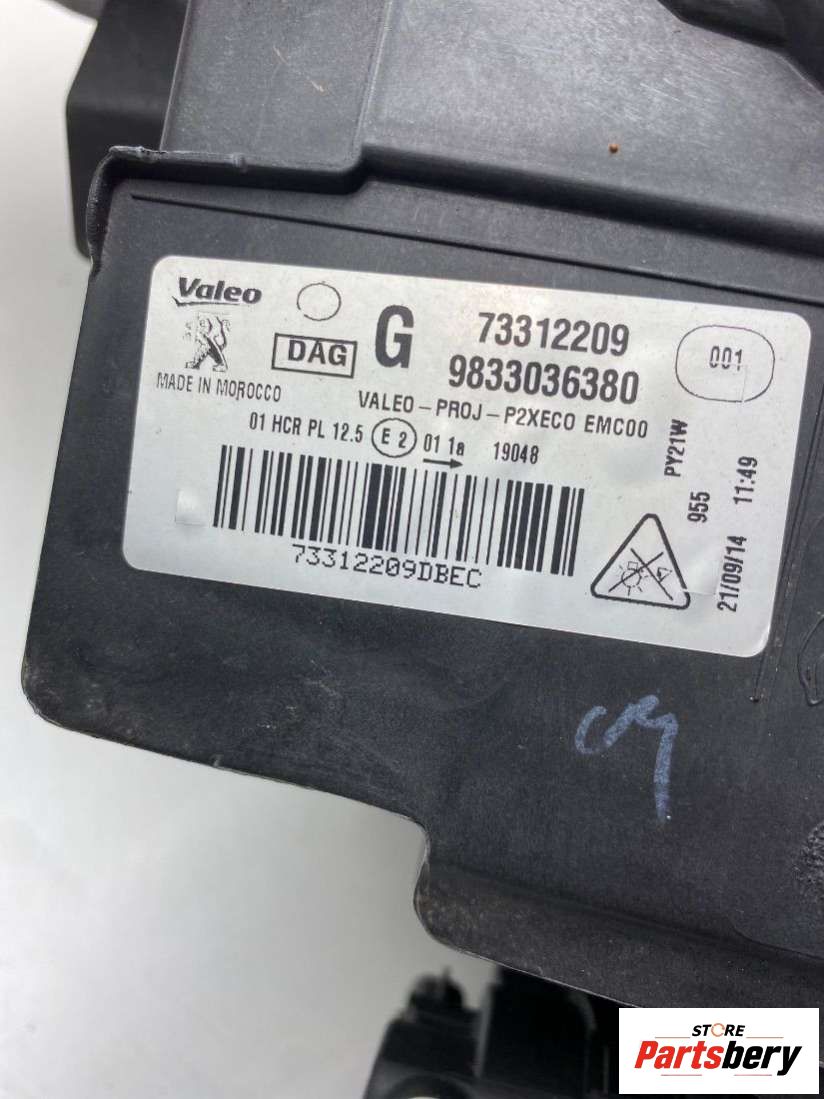 Valeo
DAG
G
73312209
9833036380
001
MADE IN MOROCCO
VALEO-PROJ-P2XECO EMC00
01 HCR PL 12.5 E 2 01 1a 19048
PY21W
955
21/09/14 11:49
73312209DBEC
STORE
Partsbery